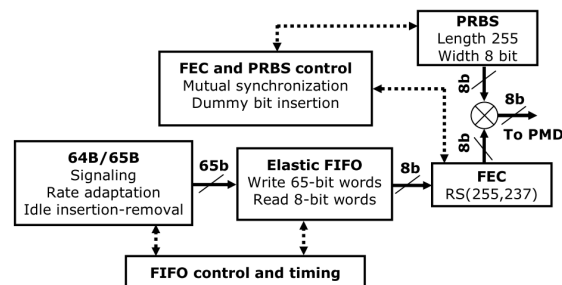 PRBS
Length 255
Width 8 bit
FEC and PRBS control
Mutual synchronization
Dummy bit insertion
8b
8b
To PMD
8b
64B/65B
Signaling
Rate adaptation
Idle insertion-removal
65b
Elastic FIFO
Write 65-bit words
Read 8-bit words
8b
FEC
RS(255,237)
FIFO control and timing